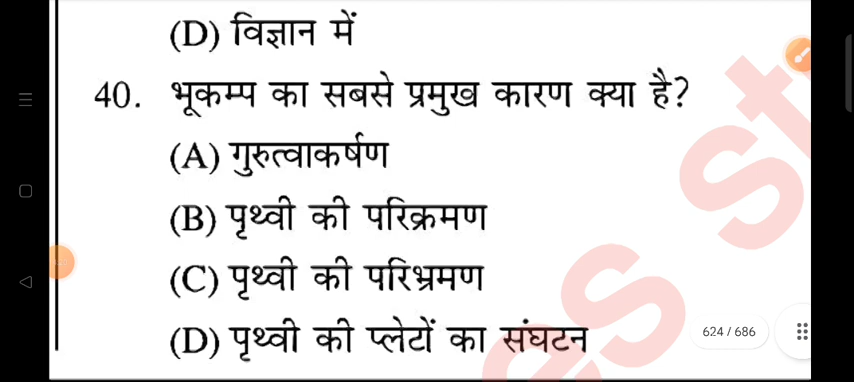 (D) विज्ञान में
40. भूकम्प का सबसे प्रमुख कारण क्या है?
(A) गुरुत्वाकर्षण
(B) पृथ्वी की परिक्रमण
(C) पृथ्वी की परिभ्रमण
(D) पृथ्वी की प्लेटों का संघटन
624 / 686